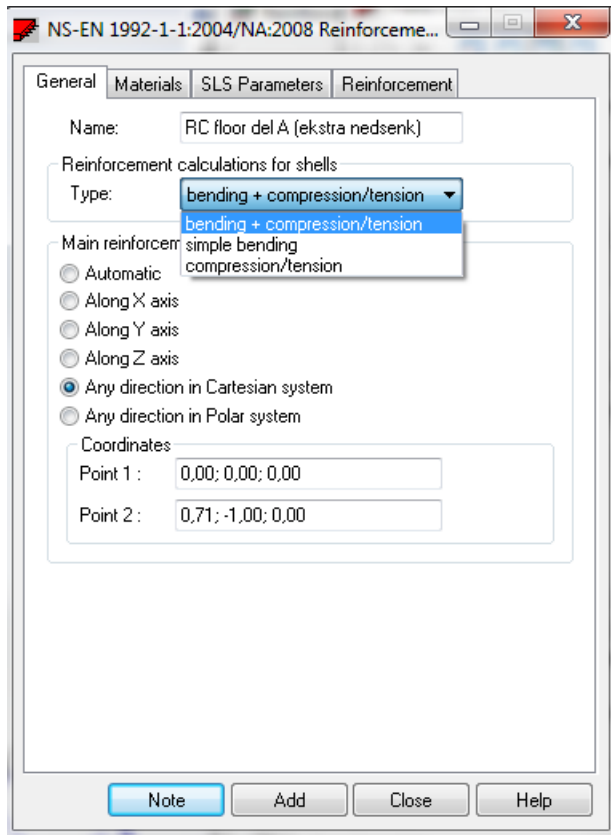 NS-EN 1992-1-1:2004/NA:2008 Reinforceme...
General Materials SLS Parameters Reinforcement
Name: RC floor del A (ekstra nedsenk)
Reinforcement calculations for shells
Type: bending + compression/tension
bending + compression/tension
simple bending
compression/tension
Main reinforcem
Automatic
Along X axis
Along Y axis
Along Z axis
Any direction in Cartesian system
Any direction in Polar system
Coordinates
Point 1 : 0,00; 0,00; 0,00
Point 2 : 0,71; -1,00; 0,00
Note Add Close Help